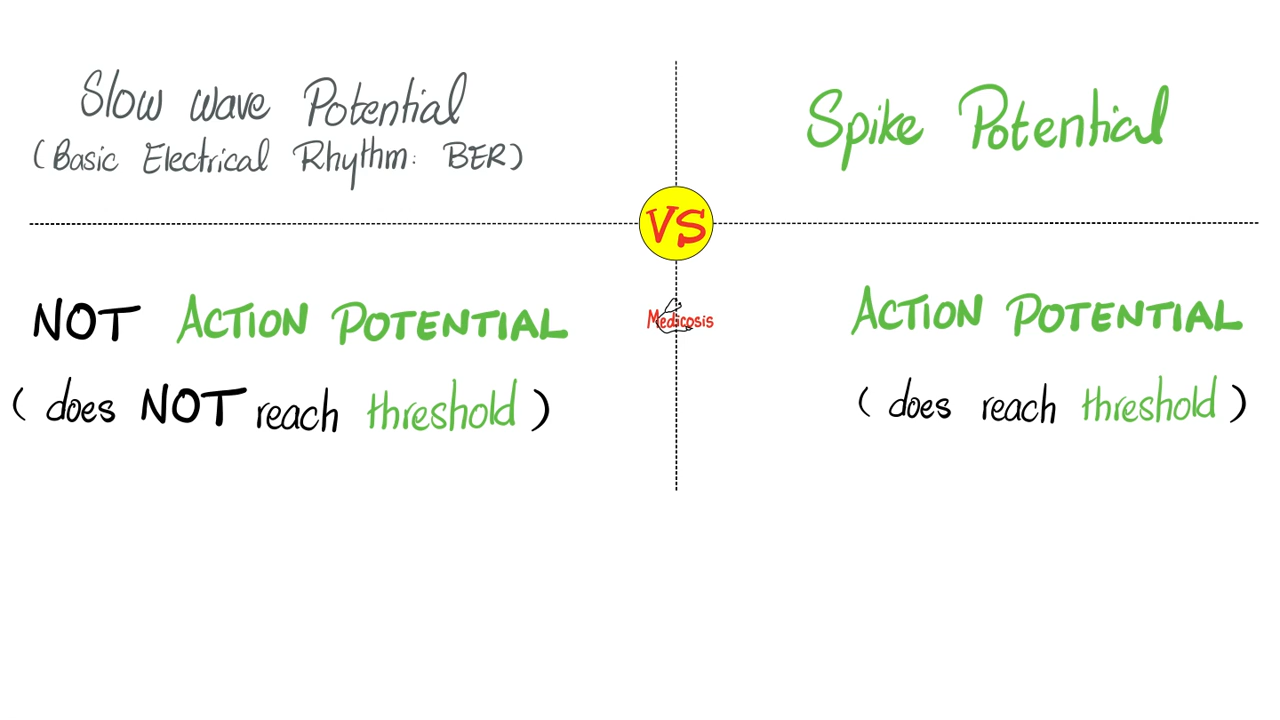 Slow wave Potential
(Basic Electrical Rhythm: BER)
Spike Potential
VS
NOT ACTION POTENTIAL
(does NOT reach threshold)
Medicosis
ACTION POTENTIAL
(does reach threshold)